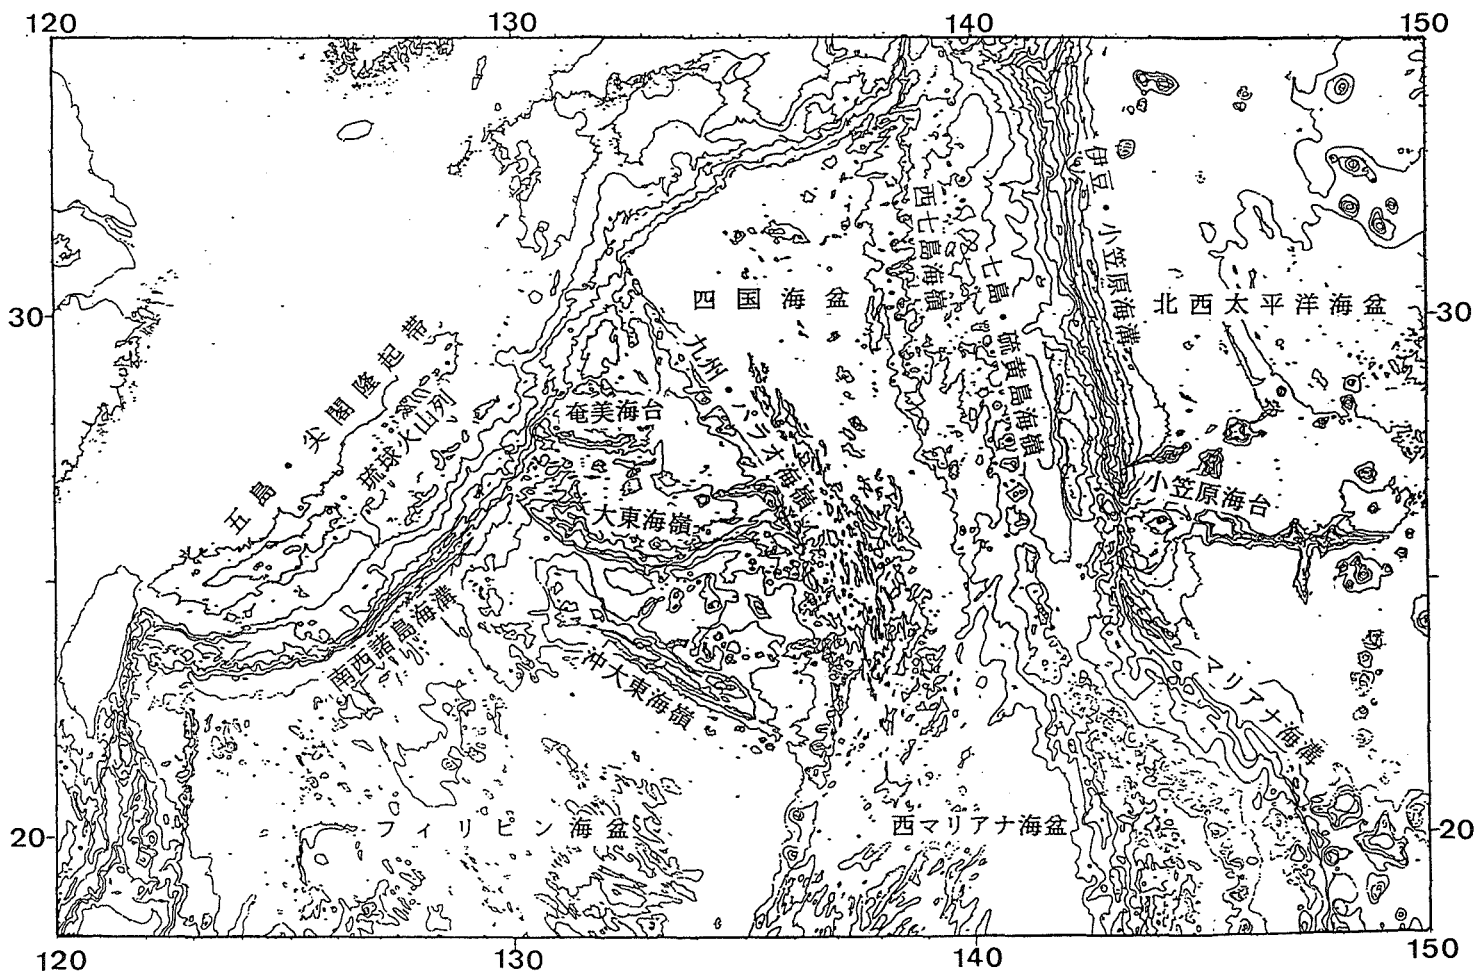 120
130
140
150
伊豆・小笠原海溝
西七島海嶺
七島・硫黄島海嶺
四国海盆
北西太平洋海盆
30
30
九州・パラオ海嶺
五島・尖閣隆起帯
琉球火山列
奄美海台
小笠原海台
大東海嶺
南西諸島海溝
沖大東海嶺
マリアナ海溝
フィリピン海盆
西マリアナ海盆
20
20
120
130
140
150